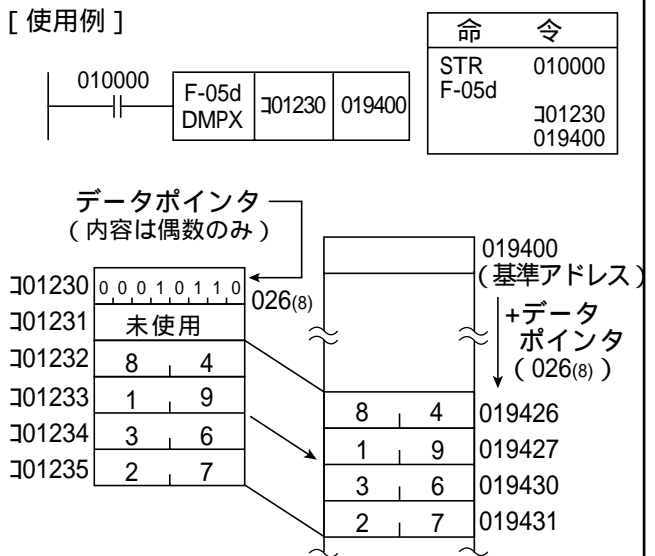 [ 使用例 ]
010000
F-05d
DMPX
コ01230
019400
命 令
STR 010000
F-05d
コ01230
019400
データポインタ
( 内容は偶数のみ )
コ01230 0 0 0 1 0 1 1 0 026(8)
コ01231 未使用
コ01232 8 4
コ01233 1 9
コ01234 3 6
コ01235 2 7
019400
( 基準アドレス )
+データ
ポインタ
( 026(8) )
8 4 019426
1 9 019427
3 6 019430
2 7 019431